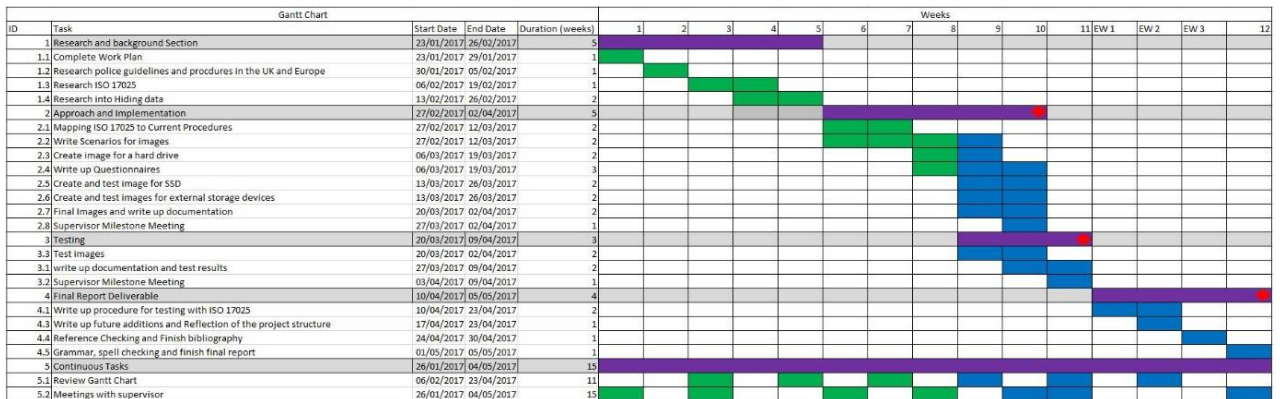 Gantt Chart Weeks
ID Task Start Date End Date Duration (weeks) 1 2 3 4 5 6 7 8 9 10 11 EW 1 EW 2 EW 3 12
1 Research and background Section 23/01/2017 26/02/2017 5
1.1 Complete Work Plan 23/01/2017 29/01/2017 1
1.2 Research police guidelines and procdures in the UK and Europe 30/01/2017 05/02/2017 1
1.3 Research ISO 17025 06/02/2017 19/02/2017 1
1.4 Research into Hiding data 13/02/2017 26/02/2017 2
2 Approach and Implementation 27/02/2017 02/04/2017 5
2.1 Mapping ISO 17025 to Current Procedures 27/02/2017 12/03/2017 2
2.2 Write Scenarios for images 27/02/2017 12/03/2017 2
2.3 Create image for a hard drive 06/03/2017 19/03/2017 2
2.4 Write up Questionnaires 06/03/2017 19/03/2017 3
2.5 Create and test image for SSD 13/03/2017 26/03/2017 2
2.6 Create and test images for external storage devices 13/03/2017 26/03/2017 2
2.7 Final Images and write up documentation 20/03/2017 02/04/2017 2
2.8 Supervisor Milestone Meeting 27/03/2017 02/04/2017 1
3 Testing 20/03/2017 09/04/2017 3
3.3 Test images 20/03/2017 02/04/2017 2
3.1 write up documentation and test results 27/03/2017 09/04/2017 2
3.2 Supervisor Milestone Meeting 03/04/2017 09/04/2017 1
4 Final Report Deliverable 10/04/2017 05/05/2017 4
4.1 Write up procedure for testing with ISO 17025 10/04/2017 23/04/2017 2
4.3 Write up future additions and Reflection of the project structure 17/04/2017 23/04/2017 1
4.4 Reference Checking and Finish bibliography 24/04/2017 30/04/2017 1
4.5 Grammar, spell checking and finish final report 01/05/2017 05/05/2017 1
5 Continuous Tasks 26/01/2017 04/05/2017 15
5.1 Review Gantt Chart 06/02/2017 23/04/2017 11
5.2 Meetings with supervisor 26/01/2017 04/05/2017 15